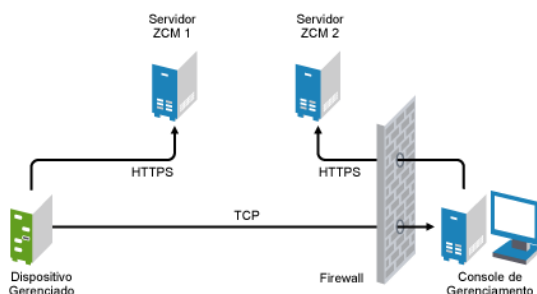 Servidor
ZCM 1
Servidor
ZCM 2
HTTPS
HTTPS
TCP
Dispositivo
Gerenciado
Firewall
Console de
Gerenciamento